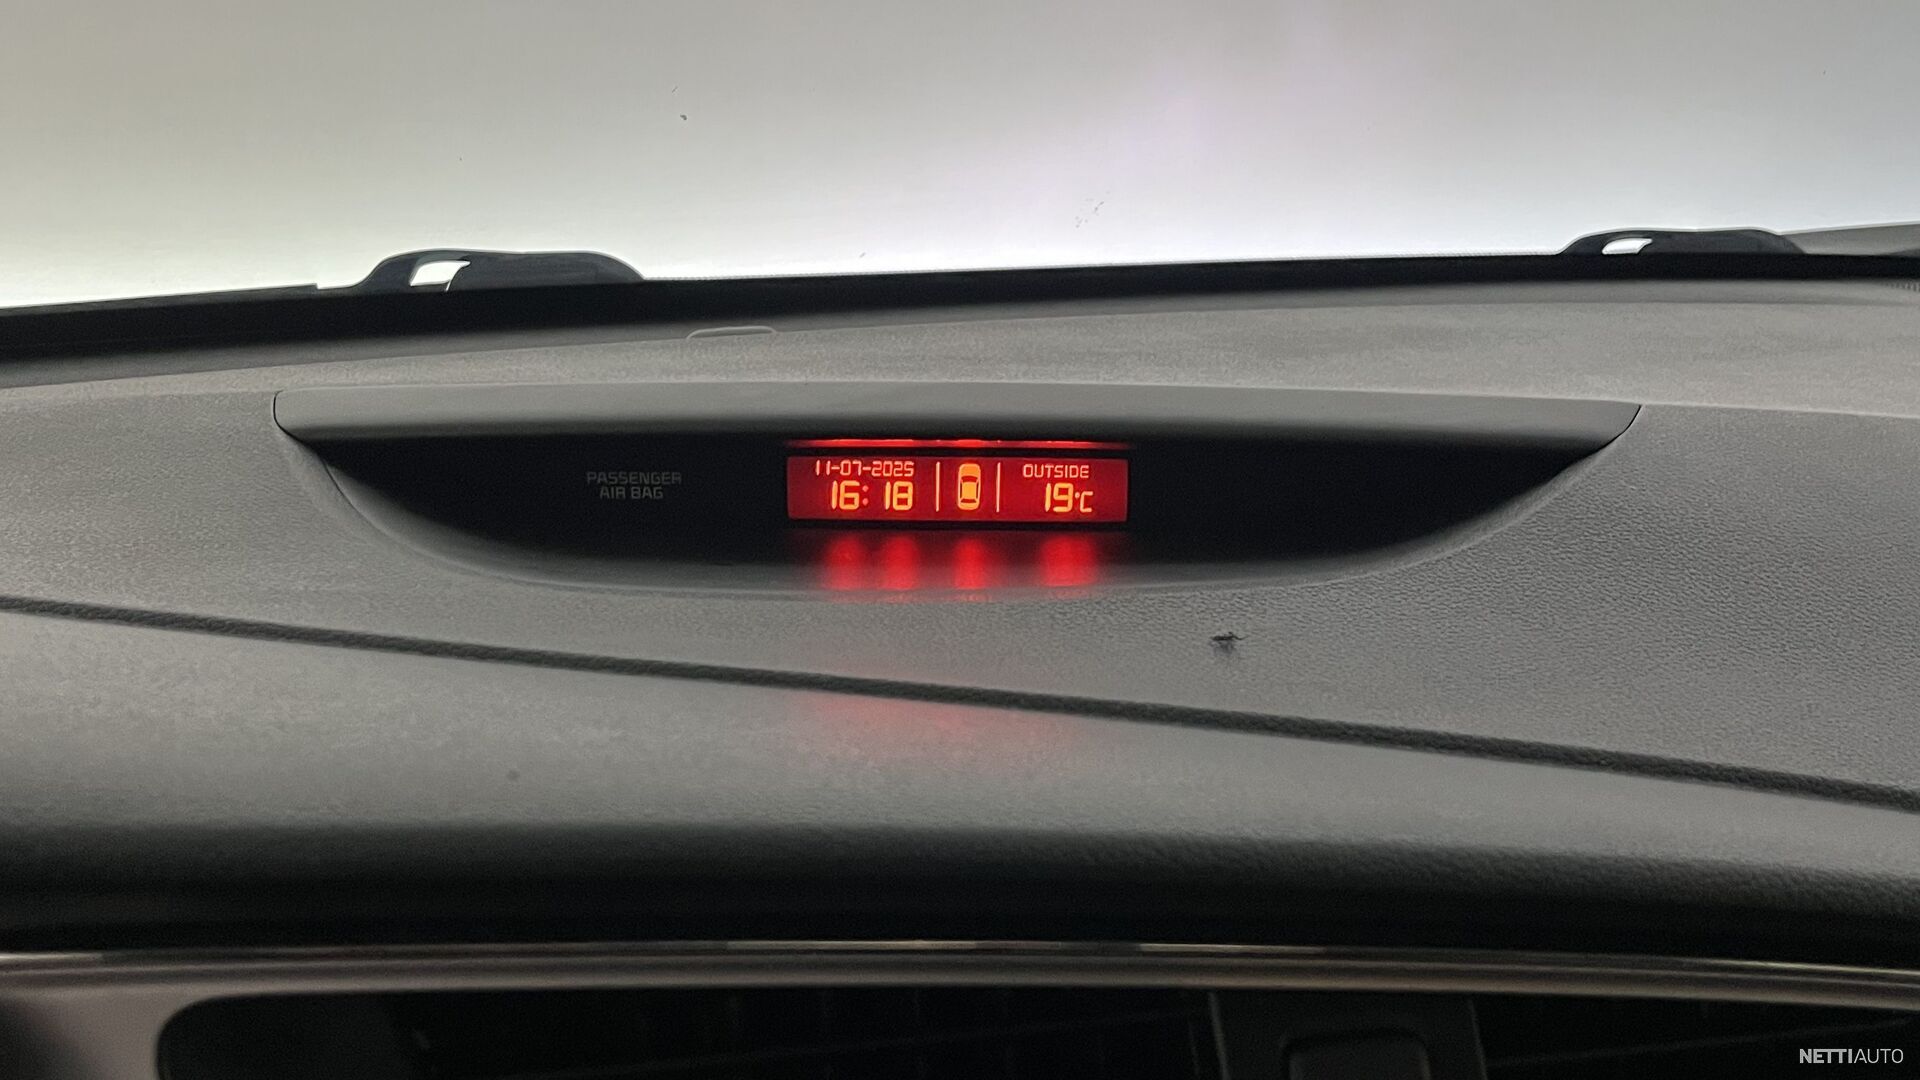 PASSENGER
AIR BAG
11-07-2025
16:18
OUTSIDE
19°C
NETTIAUTO